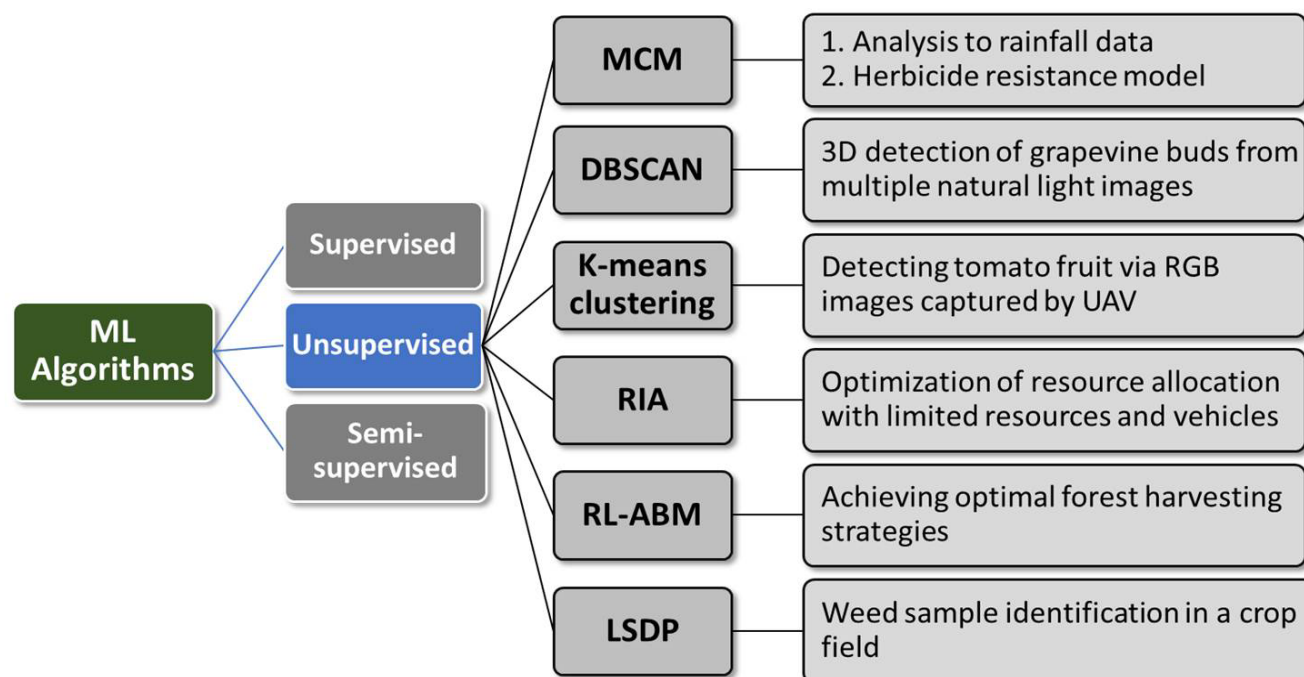 ML
Algorithms
Supervised
Unsupervised
Semi-
supervised
MCM
1. Analysis to rainfall data
2. Herbicide resistance model
DBSCAN
3D detection of grapevine buds from
multiple natural light images
K-means
clustering
Detecting tomato fruit via RGB
images captured by UAV
RIA
Optimization of resource allocation
with limited resources and vehicles
RL-ABM
Achieving optimal forest harvesting
strategies
LSDP
Weed sample identification in a crop
field